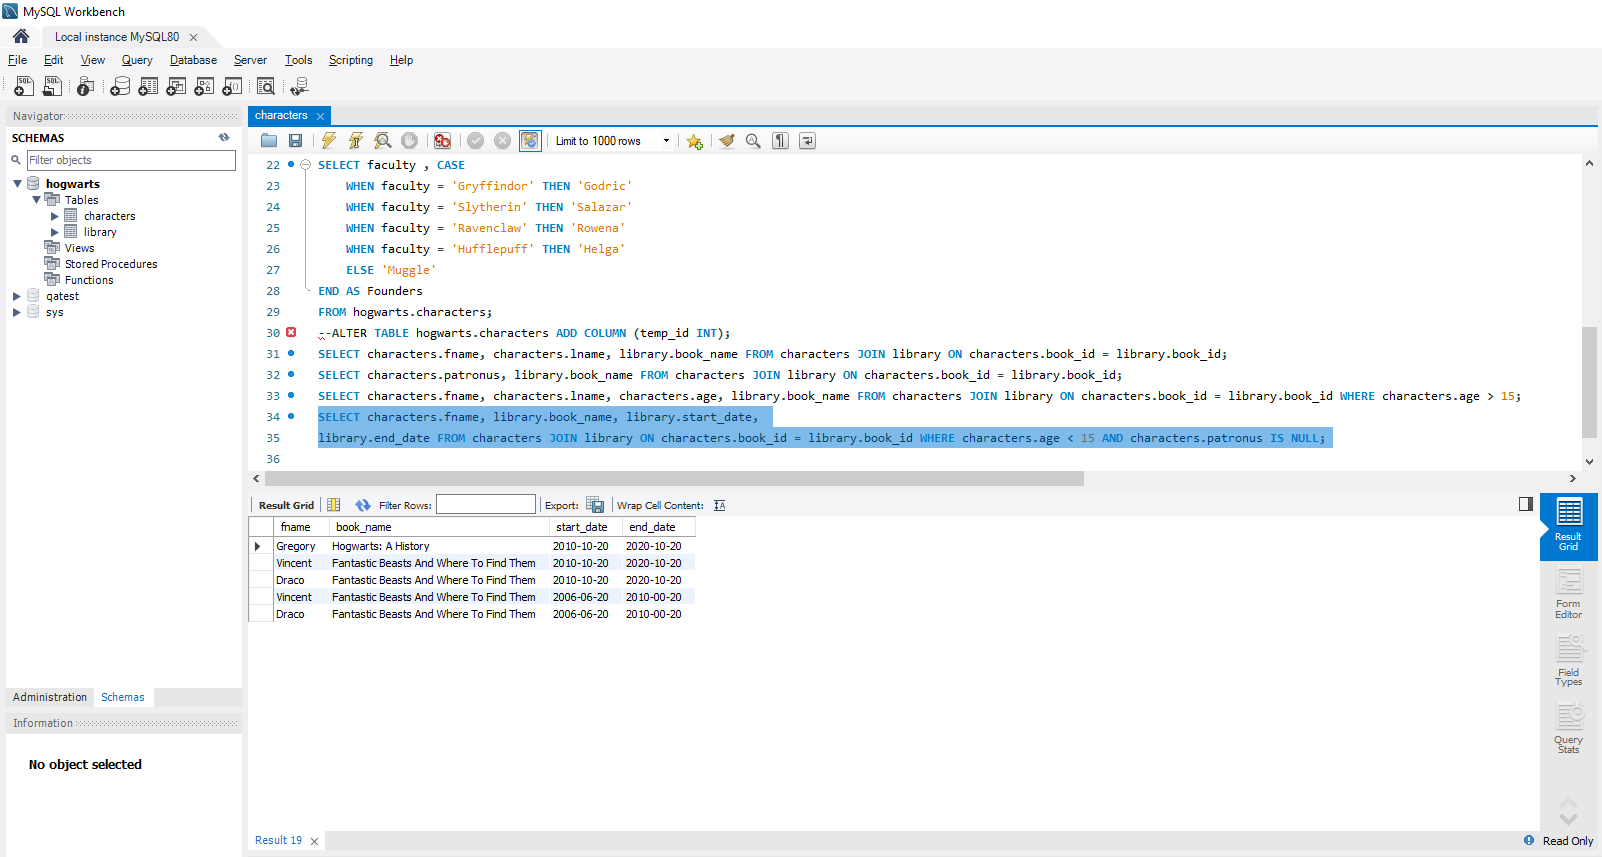 MySQL Workbench
Local instance MySQL80
File Edit View Query Database Server Tools Scripting Help
Navigator
SCHEMAS
Filter objects
hogwarts
Tables
characters
library
Views
Stored Procedures
Functions
qatest
sys
Administration Schemas
Information
No object selected
characters
Limit to 1000 rows
22 SELECT faculty , CASE
23 WHEN faculty = 'Gryffindor' THEN 'Godric'
24 WHEN faculty = 'Slytherin' THEN 'Salazar'
25 WHEN faculty = 'Ravenclaw' THEN 'Rowena'
26 WHEN faculty = 'Hufflepuff' THEN 'Helga'
27 ELSE 'Muggle'
28 END AS Founders
29 FROM hogwarts.characters;
30 --ALTER TABLE hogwarts.characters ADD COLUMN (temp_id INT);
31 SELECT characters.fname, characters.lname, library.book_name FROM characters JOIN library ON characters.book_id = library.book_id;
32 SELECT characters.patronus, library.book_name FROM characters JOIN library ON characters.book_id = library.book_id;
33 SELECT characters.fname, characters.lname, characters.age, library.book_name FROM characters JOIN library ON characters.book_id = library.book_id WHERE characters.age > 15;
34 SELECT characters.fname, library.book_name, library.start_date,
35 library.end_date FROM characters JOIN library ON characters.book_id = library.book_id WHERE characters.age < 15 AND characters.patronus IS NULL;
36
Result Grid Filter Rows: Export: Wrap Cell Content:
fname book_name start_date end_date
Gregory Hogwarts: A History 2010-10-20 2020-10-20
Vincent Fantastic Beasts And Where To Find Them 2010-10-20 2020-10-20
Draco Fantastic Beasts And Where To Find Them 2010-10-20 2020-10-20
Vincent Fantastic Beasts And Where To Find Them 2006-06-20 2010-00-20
Draco Fantastic Beasts And Where To Find Them 2006-06-20 2010-00-20
Result
Grid
Form
Editor
Field
Types
Query
Stats
Result 19
Read Only